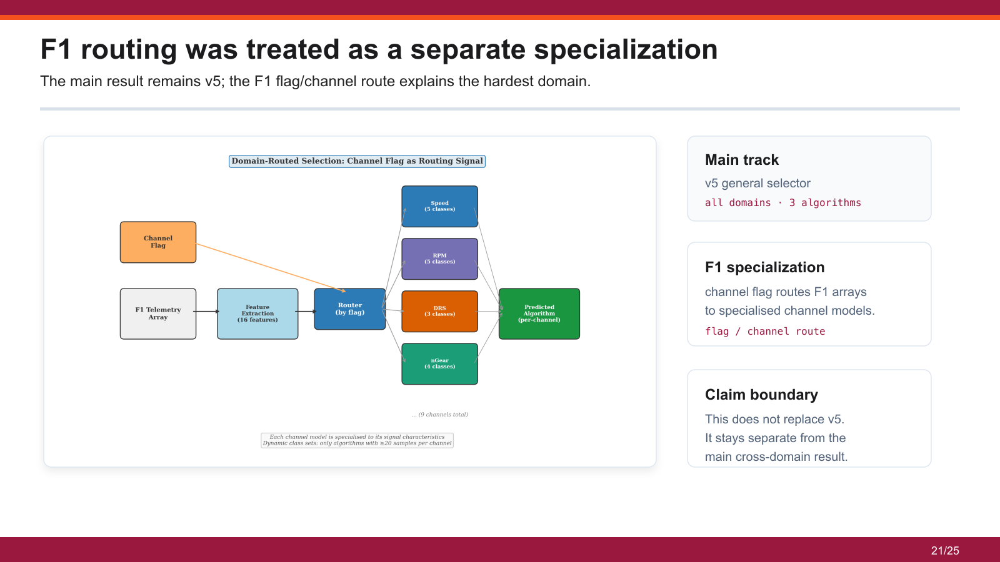 F1 routing was treated as a separate specialization
The main result remains v5; the F1 flag/channel route explains the hardest domain.
Domain-Routed Selection: Channel Flag as Routing Signal
Channel
Flag
F1 Telemetry
Array
Feature
Extraction
(16 features)
Router
(by flag)
Speed
(5 classes)
RPM
(5 classes)
DRS
(3 classes)
nGear
(4 classes)
Predicted
Algorithm
(per-channel)
... (9 channels total)
Each channel model is specialised to its signal characteristics
Dynamic class sets: only algorithms with ≥20 samples per channel
Main track
v5 general selector
all domains · 3 algorithms
F1 specialization
channel flag routes F1 arrays
to specialised channel models.
flag / channel route
Claim boundary
This does not replace v5.
It stays separate from the
main cross-domain result.
21/25